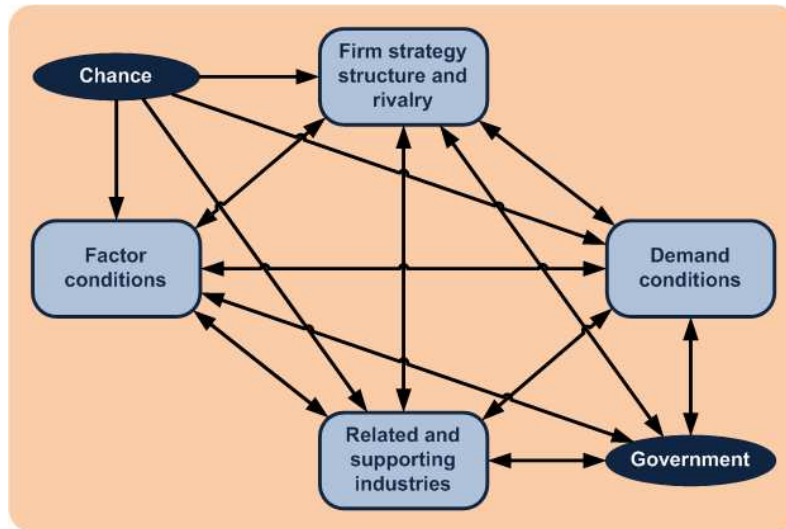 Firm strategy
structure and
rivalry
Chance
Factor
conditions
Demand
conditions
Related and
supporting
industries
Government